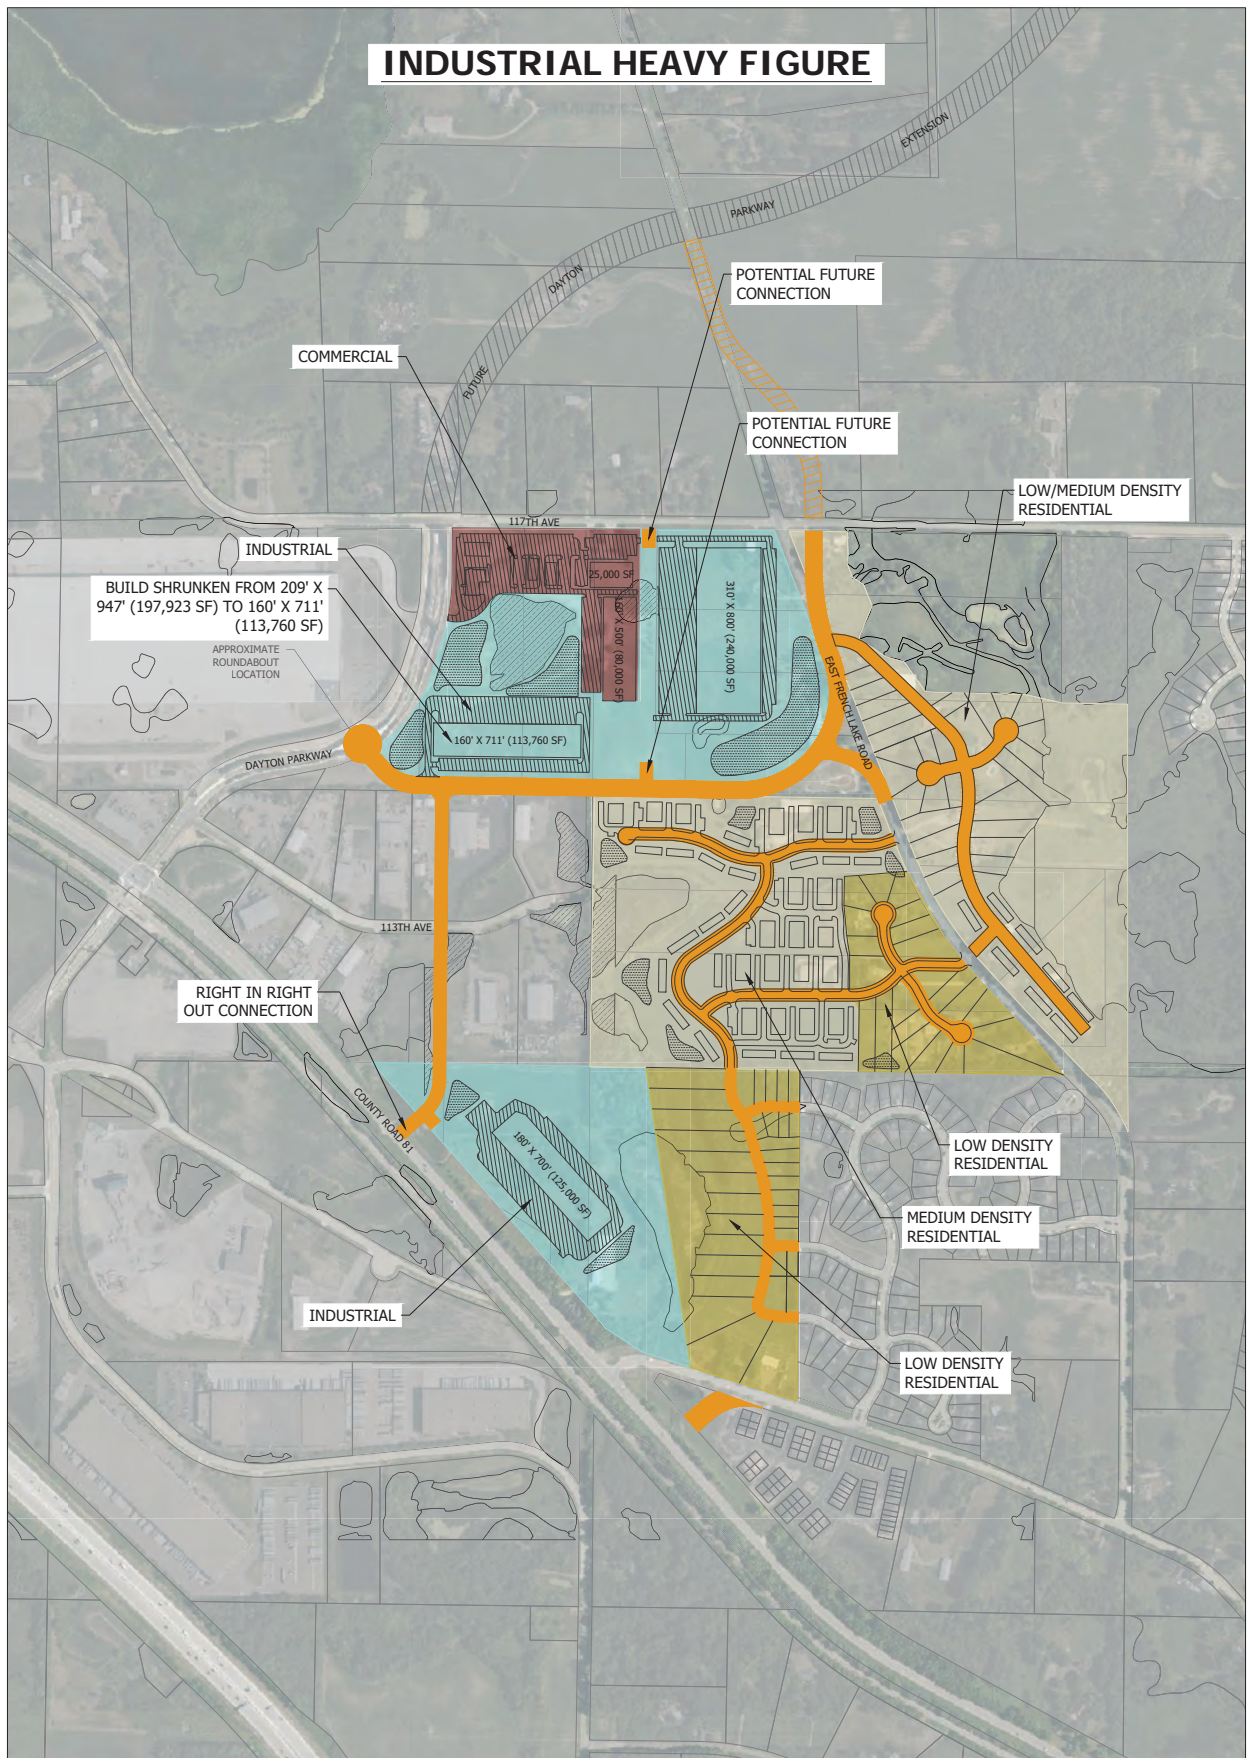 INDUSTRIAL HEAVY FIGURE
EXTENSION
PARKWAY
DAYTON
FUTURE
POTENTIAL FUTURE
CONNECTION
COMMERCIAL
POTENTIAL FUTURE
CONNECTION
LOW/MEDIUM DENSITY
RESIDENTIAL
117TH AVE
INDUSTRIAL
25,000 SF
BUILD SHRUNKEN FROM 209' X
947' (197,923 SF) TO 160' X 711'
(113,760 SF)
310' X 800' (240,000 SF)
160' X 500' (80,000 SF)
APPROXIMATE
ROUNDABOUT
LOCATION
EAST FRENCH LAKE ROAD
160' X 711' (113,760 SF)
DAYTON PARKWAY
113TH AVE
RIGHT IN RIGHT
OUT CONNECTION
COUNTY ROAD 81
180' X 700' (125,000 SF)
LOW DENSITY
RESIDENTIAL
MEDIUM DENSITY
RESIDENTIAL
INDUSTRIAL
LOW DENSITY
RESIDENTIAL